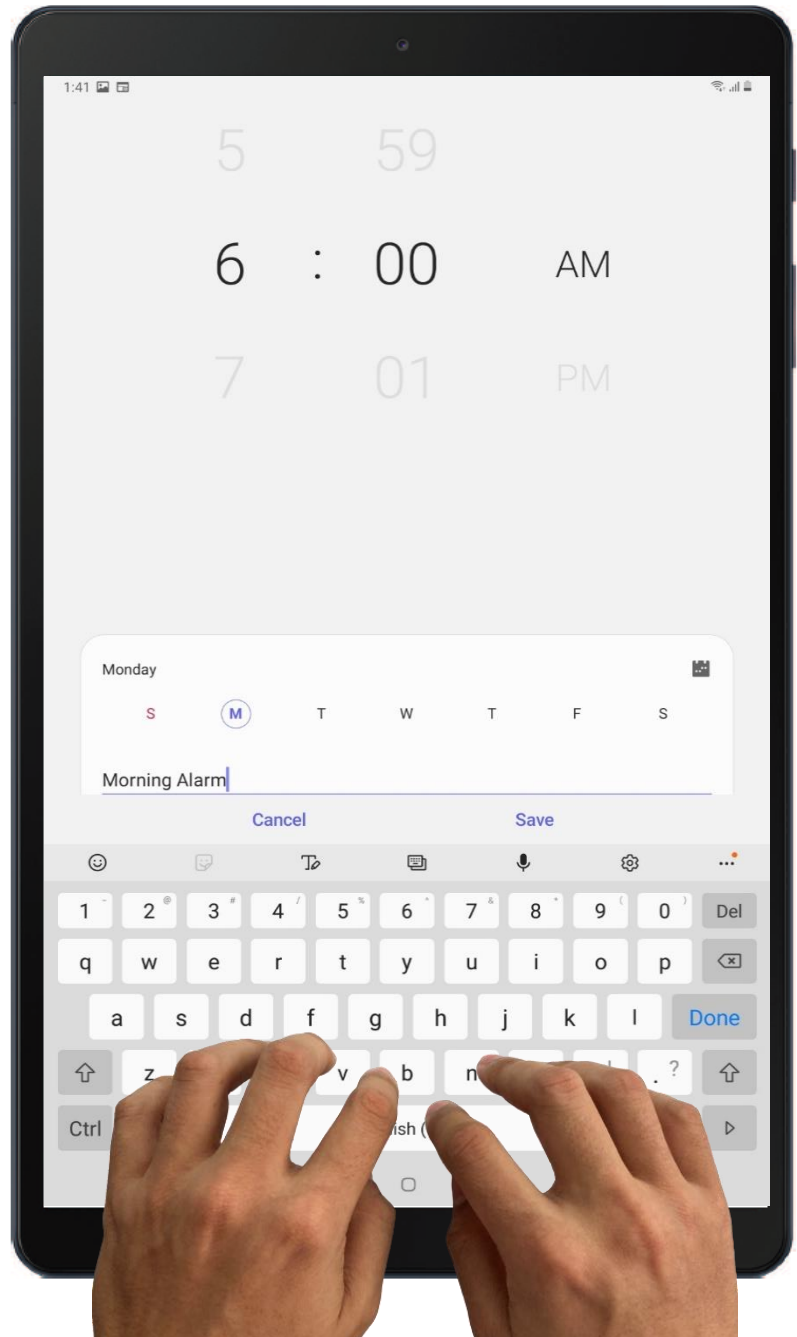 1:41
5 59
6 : 00 AM
7 01 PM
Monday
S M T W T F S
Morning Alarm
Cancel Save
1 2 @ 3 # 4 / 5 % 6 ^ 7 & 8 * 9 ( 0 ) Del
q w e r t y u i o p
a s d f g h j k l Done
z v b n . ?
Ctrl ish (